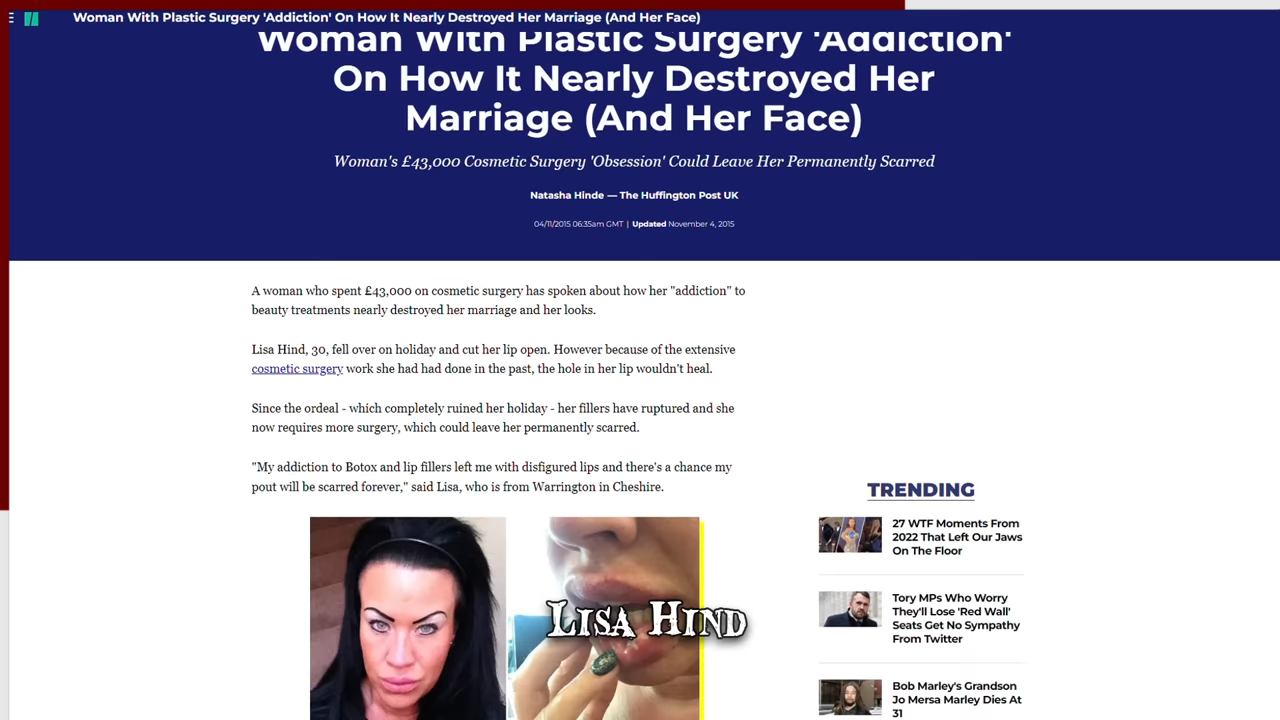 Woman With Plastic Surgery 'Addiction' On How It Nearly Destroyed Her Marriage (And Her Face)
Woman With Plastic Surgery 'Addiction'
On How It Nearly Destroyed Her
Marriage (And Her Face)
Woman's £43,000 Cosmetic Surgery 'Obsession' Could Leave Her Permanently Scarred
Natasha Hinde — The Huffington Post UK
04/11/2015 06:35am GMT | Updated November 4, 2015
A woman who spent £43,000 on cosmetic surgery has spoken about how her "addiction" to
beauty treatments nearly destroyed her marriage and her looks.
Lisa Hind, 30, fell over on holiday and cut her lip open. However because of the extensive
cosmetic surgery work she had had done in the past, the hole in her lip wouldn't heal.
Since the ordeal - which completely ruined her holiday - her fillers have ruptured and she
now requires more surgery, which could leave her permanently scarred.
"My addiction to Botox and lip fillers left me with disfigured lips and there's a chance my
pout will be scarred forever," said Lisa, who is from Warrington in Cheshire.
Lisa Hind
TRENDING
27 WTF Moments From
2022 That Left Our Jaws
On The Floor
Tory MPs Who Worry
They'll Lose 'Red Wall'
Seats Get No Sympathy
From Twitter
Bob Marley's Grandson
Jo Mersa Marley Dies At
31